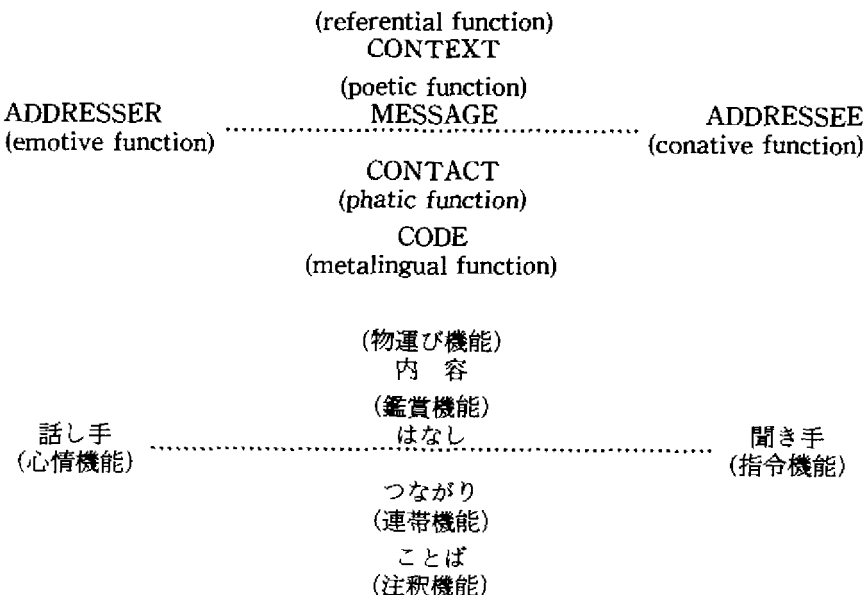 (referential function)
CONTEXT
(poetic function)
ADDRESSER MESSAGE ADDRESSEE
(emotive function) (conative function)
CONTACT
(phatic function)
CODE
(metalingual function)
(物運び機能)
内 容
(鑑賞機能)
話し手 はなし 聞き手
(心情機能) (指令機能)
つながり
(連帯機能)
ことば
(注釈機能)